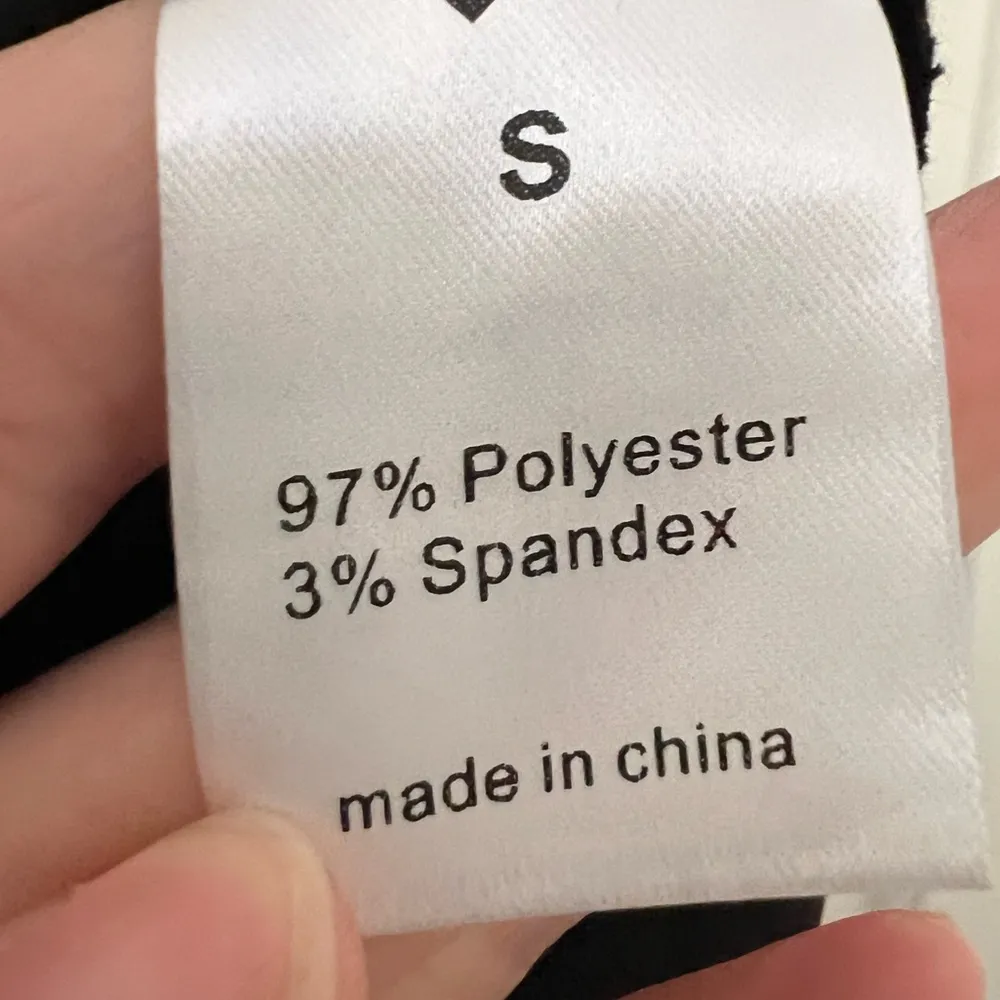 S
97% Polyester
3% Spandex
made in china